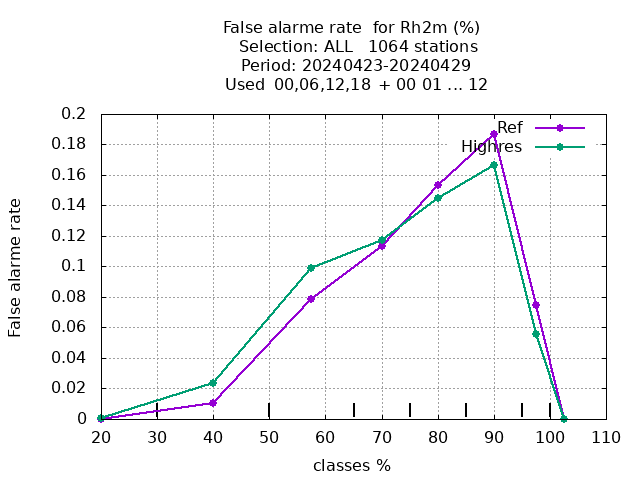 False alarme rate  for Rh2m (%)
Selection: ALL   1064 stations
Period: 20240423-20240429
Used  00,06,12,18  + 00 01 ... 12
Ref
Highres
0.2
0.18
0.16
0.14
0.12
0.1
0.08
0.06
0.04
0.02
0
False alarme rate
20 30 40 50 60 70 80 90 100 110
classes %